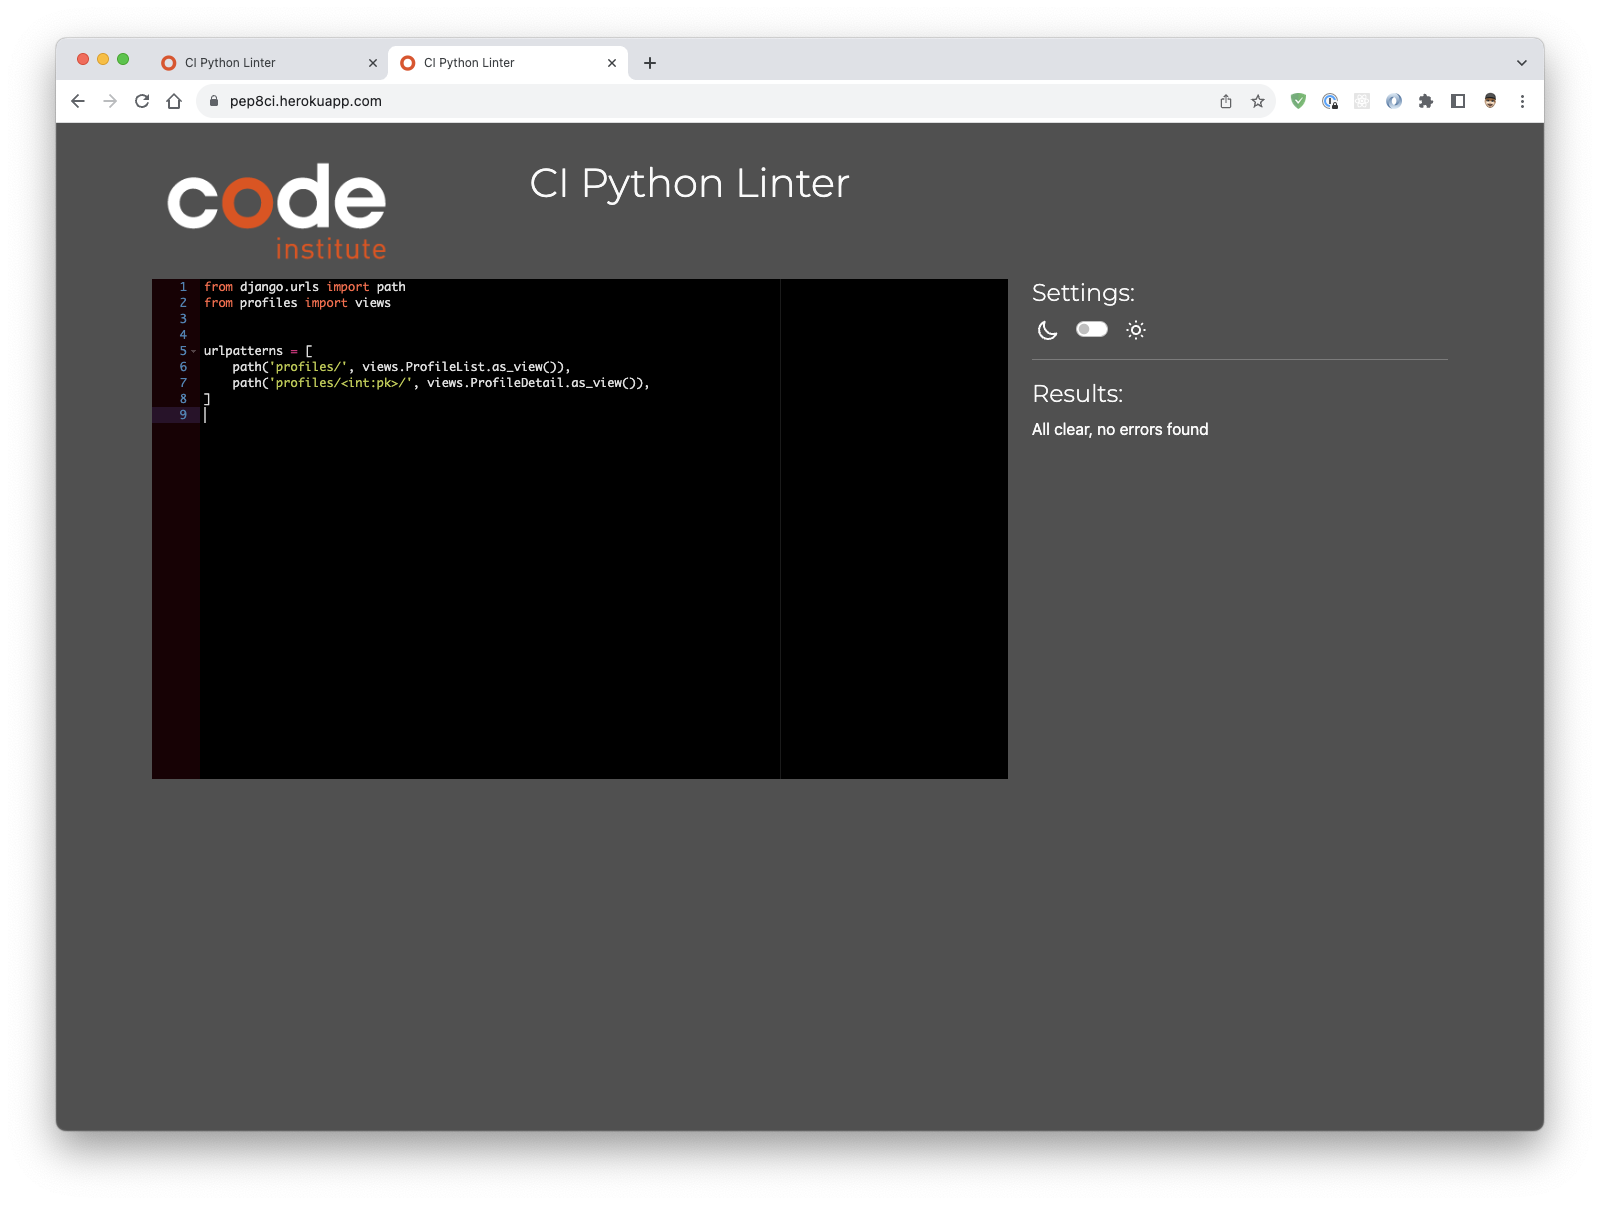 CI Python Linter
CI Python Linter
pep8ci.herokuapp.com
code
institute
CI Python Linter
1 from django.urls import path
2 from profiles import views
3
4
5 urlpatterns = [
6     path('profiles/', views.ProfileList.as_view()),
7     path('profiles/<int:pk>/', views.ProfileDetail.as_view()),
8 ]
9
Settings:
Results:
All clear, no errors found